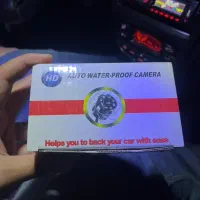 HD
AUTO WATER-PROOF CAMERA
Helps you to back your car with ease